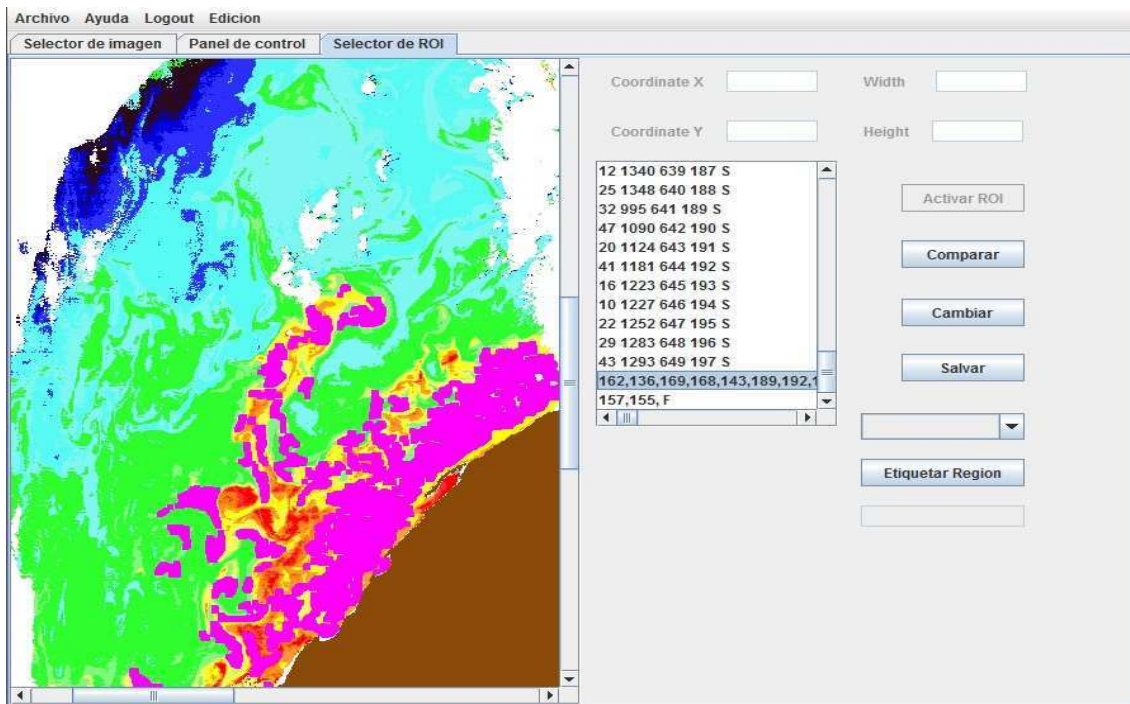 Archivo Ayuda Logout Edicion
Selector de imagen Panel de control Selector de ROI
Coordinate X
Width
Coordinate Y
Height
12 1340 639 187 S
25 1348 640 188 S
32 995 641 189 S
47 1090 642 190 S
20 1124 643 191 S
41 1181 644 192 S
16 1223 645 193 S
10 1227 646 194 S
22 1252 647 195 S
29 1283 648 196 S
43 1293 649 197 S
162,136,169,168,143,189,192,1
157,155, F
Activar ROI
Comparar
Cambiar
Salvar
Etiquetar Region